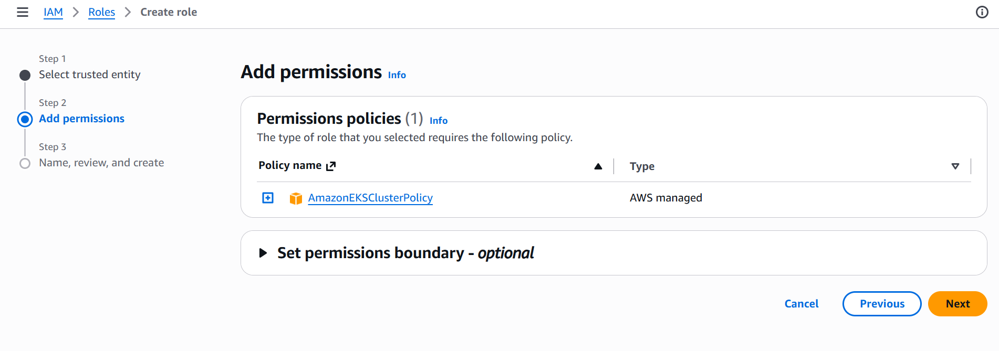 IAM > Roles > Create role
Step 1
Select trusted entity
Step 2
Add permissions
Step 3
Name, review, and create
Add permissions Info
Permissions policies (1) Info
The type of role that you selected requires the following policy.
Policy name Type
AmazonEKSClusterPolicy AWS managed
Set permissions boundary - optional
Cancel Previous Next